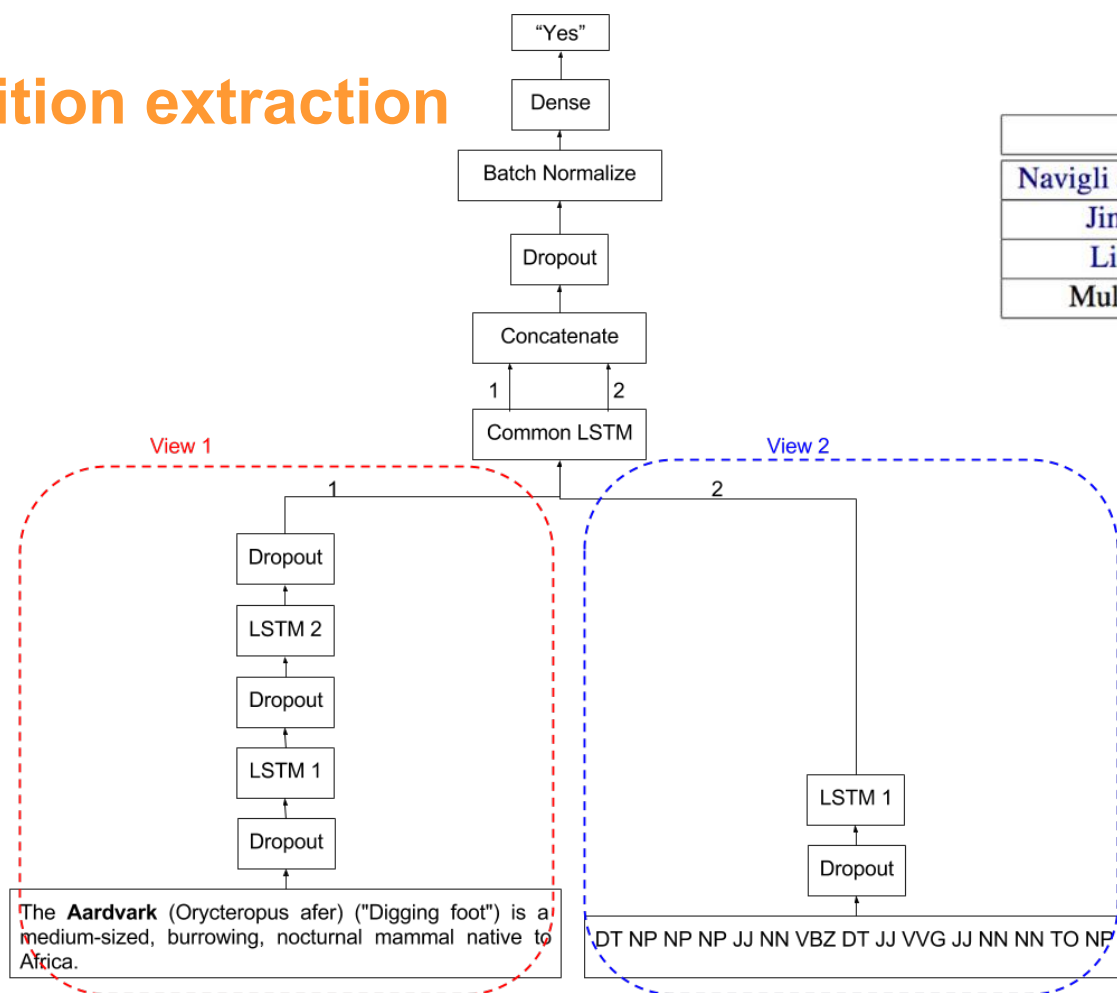 "Yes"
ition extraction
Dense
Batch Normalize
Navigli
Dropout
Concatenate
1
2
Common LSTM
View 1
View 2
1
2
Dropout
LSTM 2
Dropout
LSTM 1
Dropout
The Aardvark (Orycteropus afer) ("Digging foot") is a
medium-sized, burrowing, nocturnal mammal native to
Africa.
LSTM 1
Dropout
DT NP NP NP JJ NN VBZ DT JJ VVG JJ NN NN TO NP